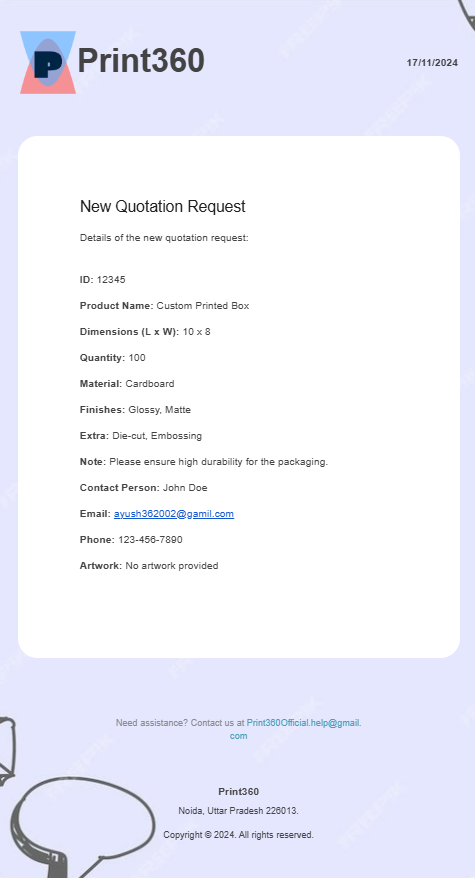 P Print360
17/11/2024
New Quotation Request
Details of the new quotation request:
ID: 12345
Product Name: Custom Printed Box
Dimensions (L x W): 10 x 8
Quantity: 100
Material: Cardboard
Finishes: Glossy, Matte
Extra: Die-cut, Embossing
Note: Please ensure high durability for the packaging.
Contact Person: John Doe
Email: ayush362002@gamil.com
Phone: 123-456-7890
Artwork: No artwork provided
Need assistance? Contact us at Print360Official.help@gmail.
com
Print360
Noida, Uttar Pradesh 226013.
Copyright © 2024. All rights reserved.